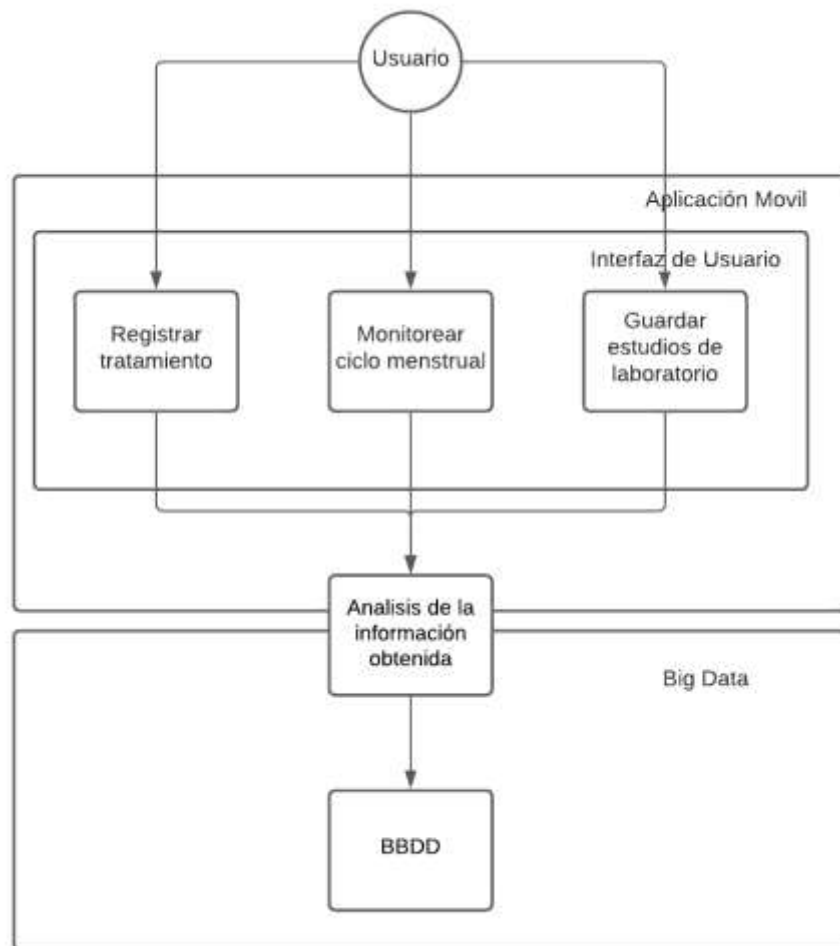 Usuario
Aplicación Movil
Interfaz de Usuario
Registrar
tratamiento
Monitorear
ciclo menstrual
Guardar
estudios de
laboratorio
Analisis de la
información
obtenida
Big Data
BBDD